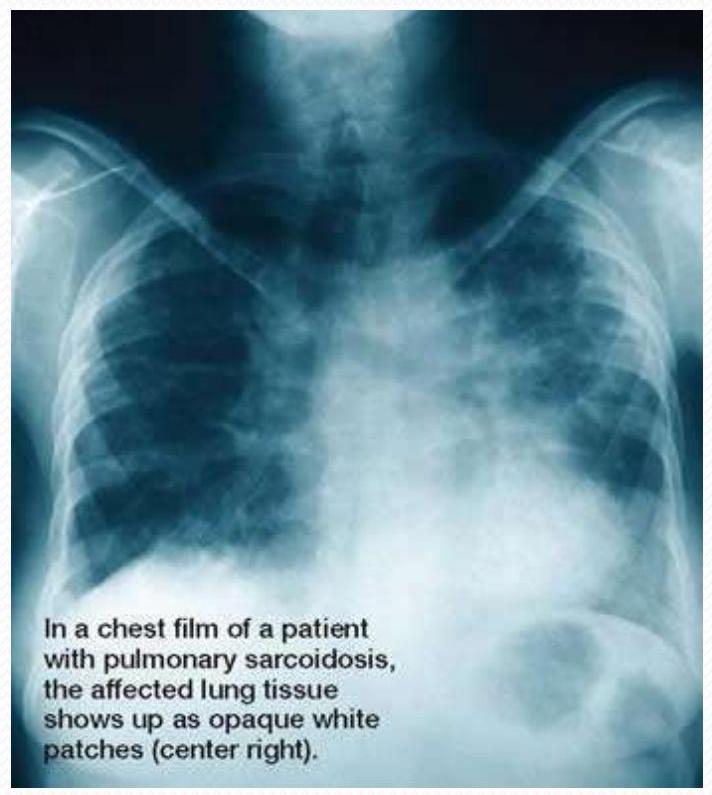 In a chest film of a patient
with pulmonary sarcoidosis,
the affected lung tissue
shows up as opaque white
patches (center right).